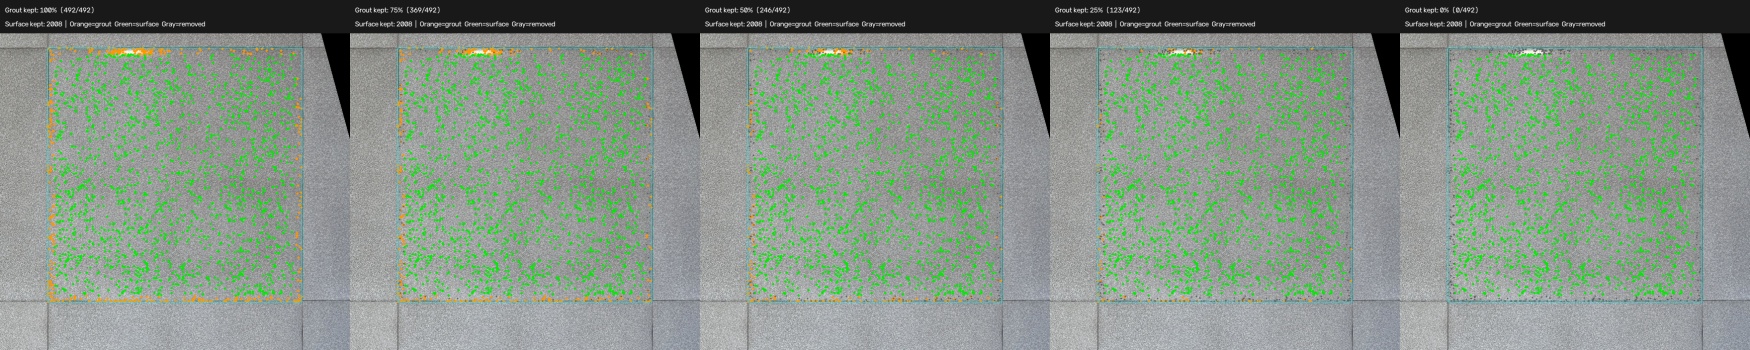 Grout kept: 100% (492/492)
Surface kept: 2008 | Orange=grout Green=surface Gray=removed
Grout kept: 75% (369/492)
Surface kept: 2008 | Orange=grout Green=surface Gray=removed
Grout kept: 50% (246/492)
Surface kept: 2008 | Orange=grout Green=surface Gray=removed
Grout kept: 25% (123/492)
Surface kept: 2008 | Orange=grout Green=surface Gray=removed
Grout kept: 0% (0/492)
Surface kept: 2008 | Orange=grout Green=surface Gray=removed